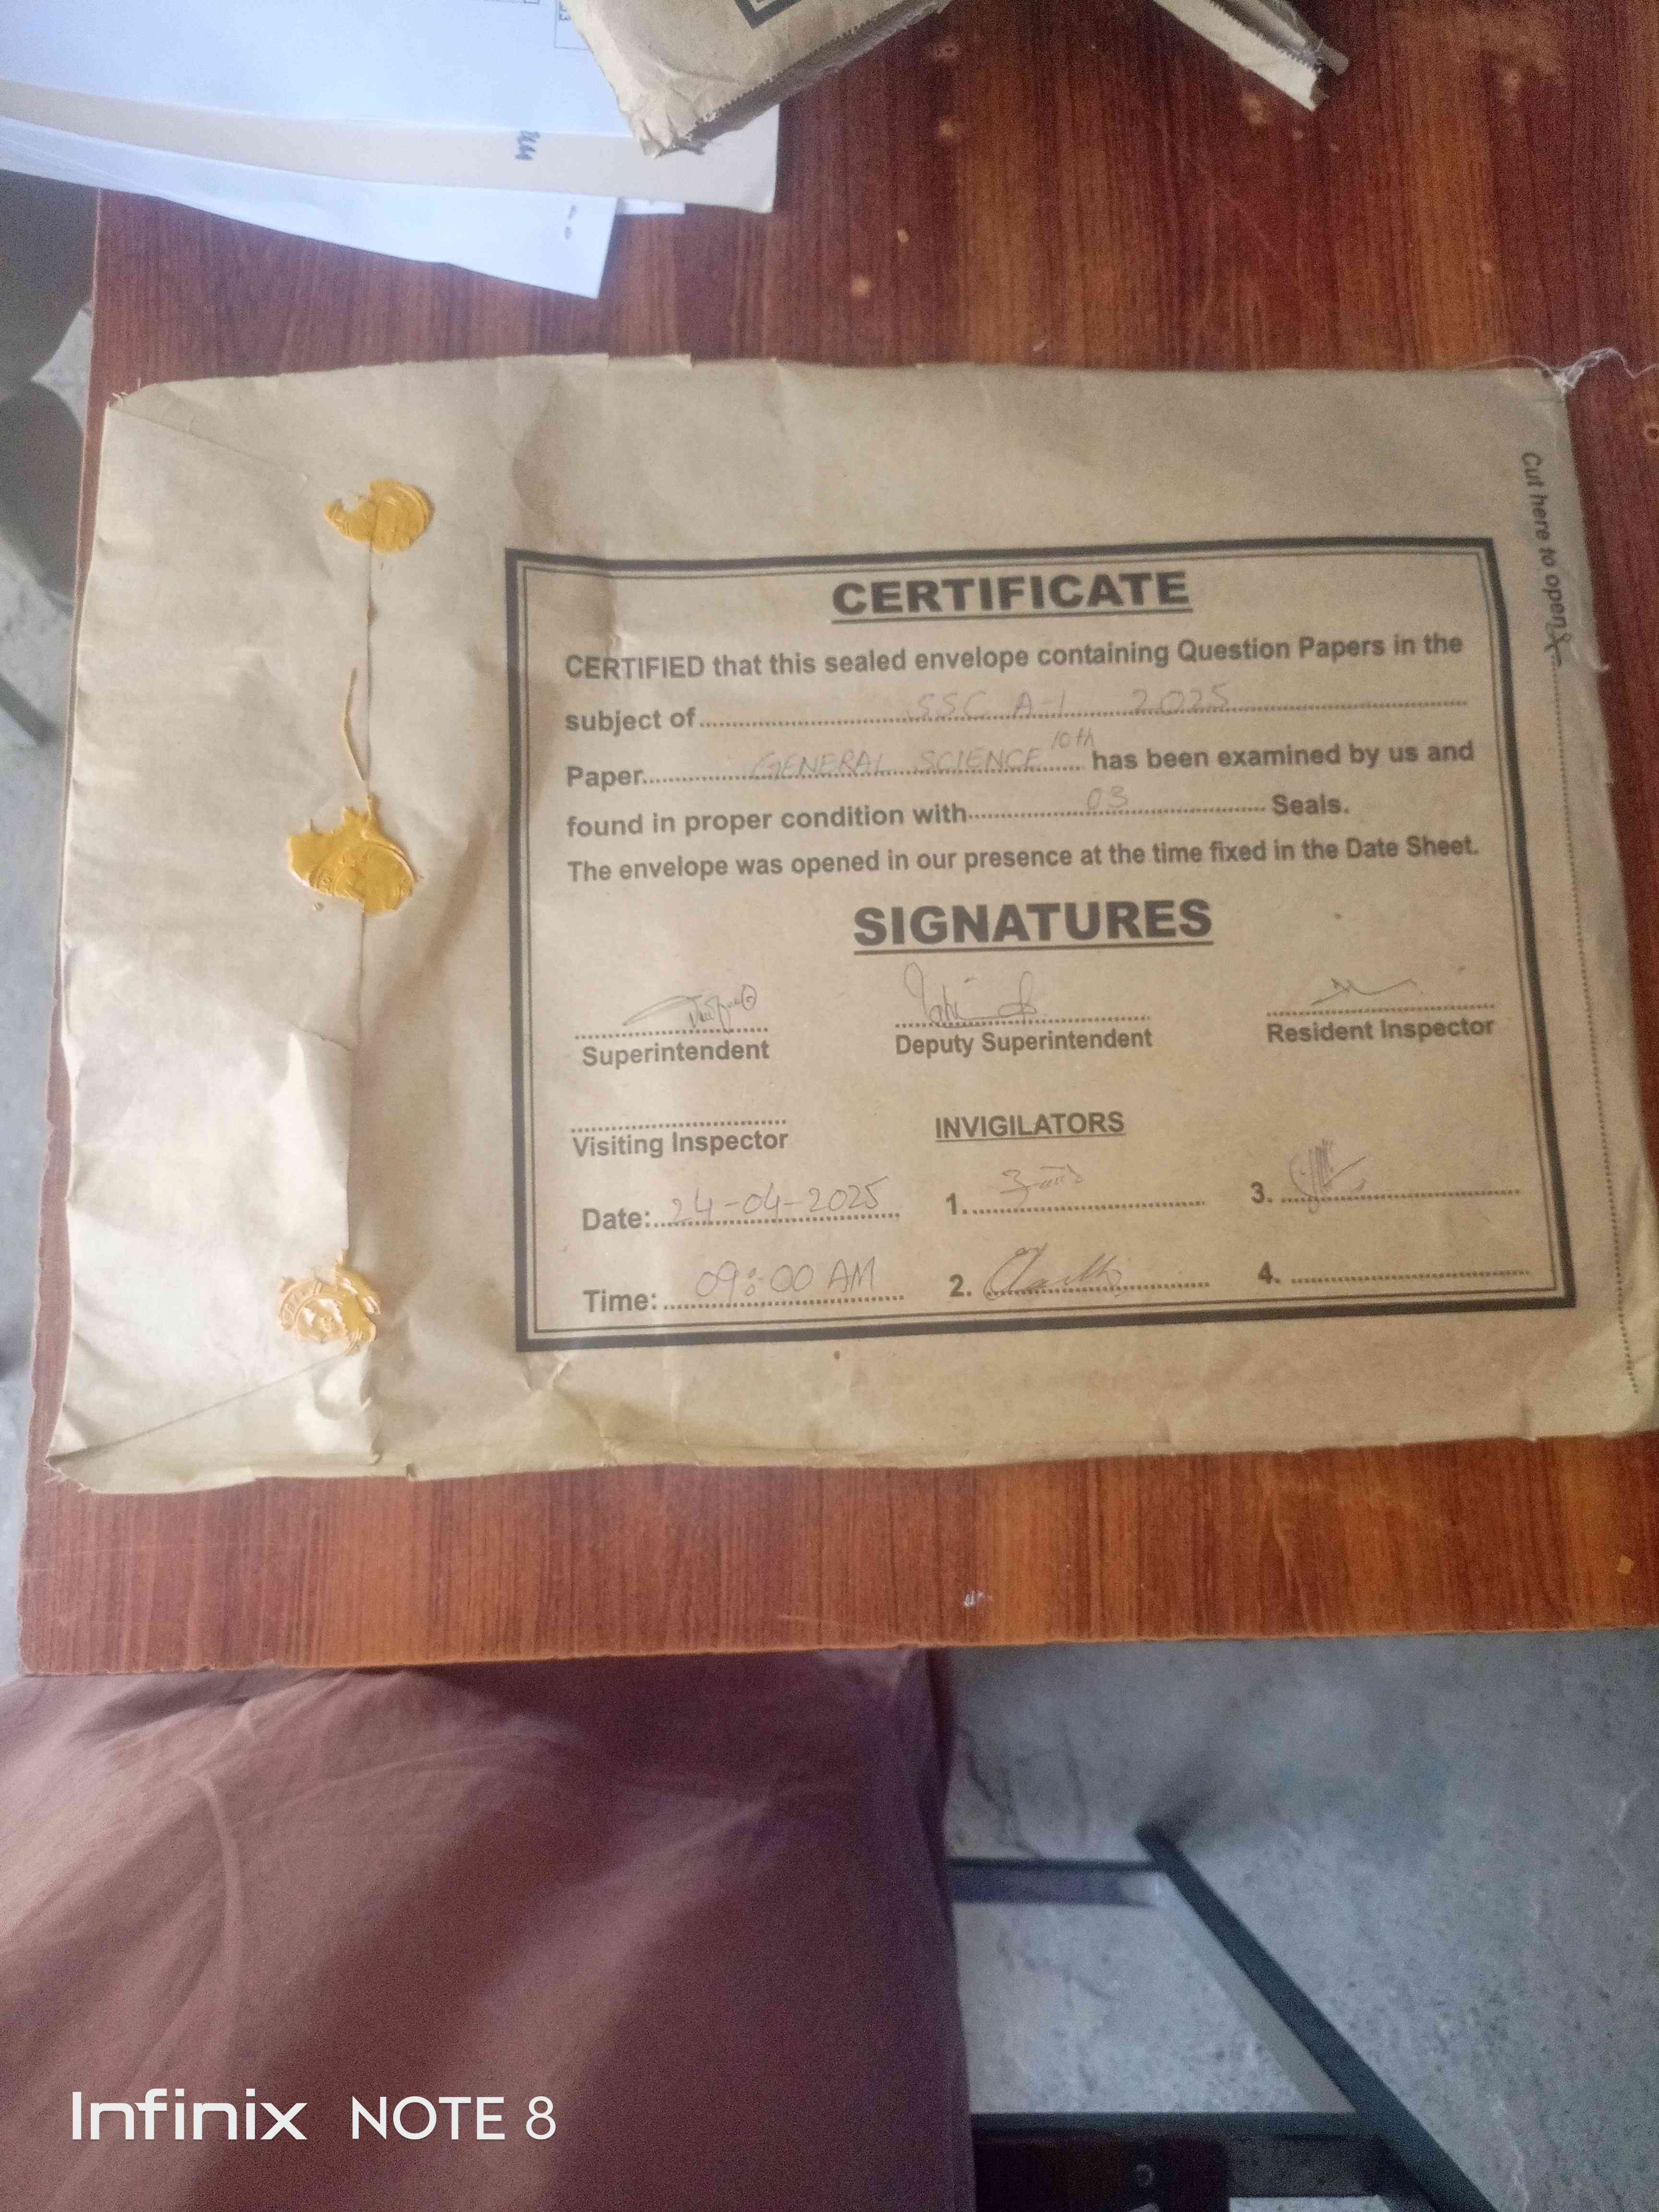 CERTIFICATE
CERTIFIED that this sealed envelope containing Question Papers in the
subject of SSC A-I 2025
Paper GENERAL SCIENCE 10th has been examined by us and
found in proper condition with 03 Seals.
The envelope was opened in our presence at the time fixed in the Date Sheet.
SIGNATURES
Superintendent Deputy Superintendent Resident Inspector
Visiting Inspector INVIGILATORS
Date: 24-04-2025 1. 3.
Time: 09:00 AM 2. 4.
Cut here to open
Infinix NOTE 8